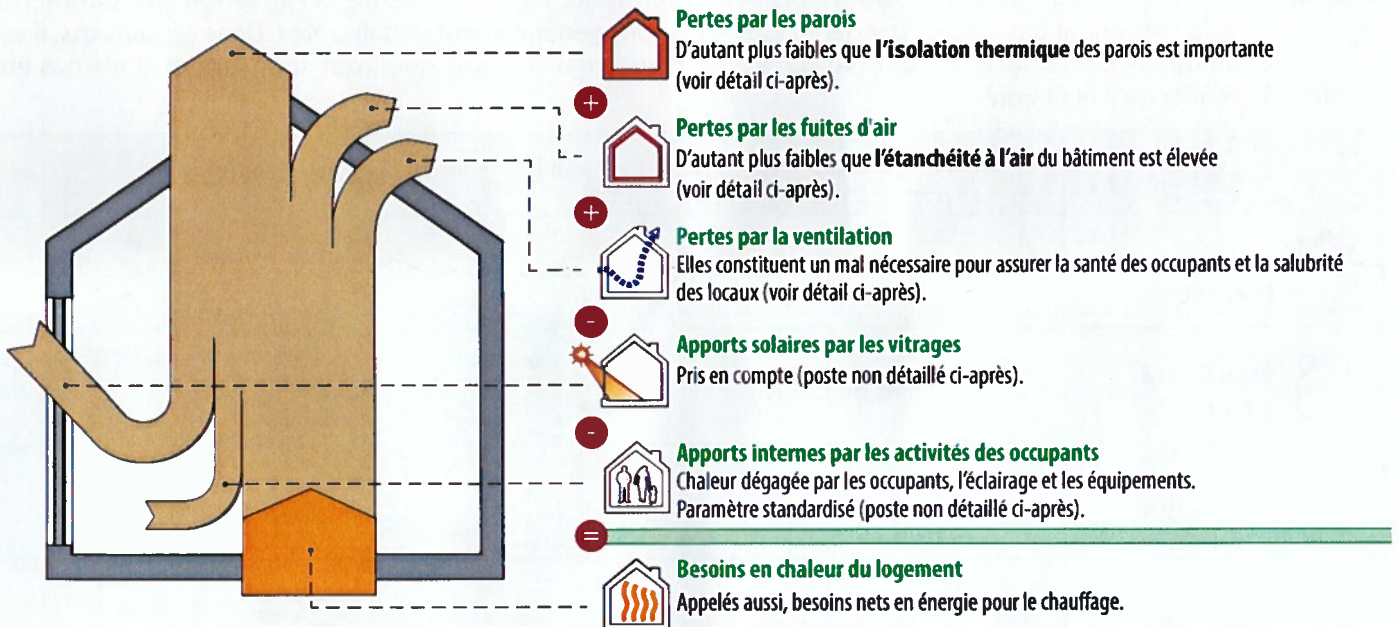 Pertes par les parois
D'autant plus faibles que l'isolation thermique des parois est importante
(voir détail ci-après).
+
Pertes par les fuites d'air
D'autant plus faibles que l'étanchéité à l'air du bâtiment est élevée
(voir détail ci-après).
+
Pertes par la ventilation
Elles constituent un mal nécessaire pour assurer la santé des occupants et la salubrité
des locaux (voir détail ci-après).
-
Apports solaires par les vitrages
Pris en compte (poste non détaillé ci-après).
-
Apports internes par les activités des occupants
Chaleur dégagée par les occupants, l'éclairage et les équipements.
Paramètre standardisé (poste non détaillé ci-après).
=
Besoins en chaleur du logement
Appelés aussi, besoins nets en énergie pour le chauffage.